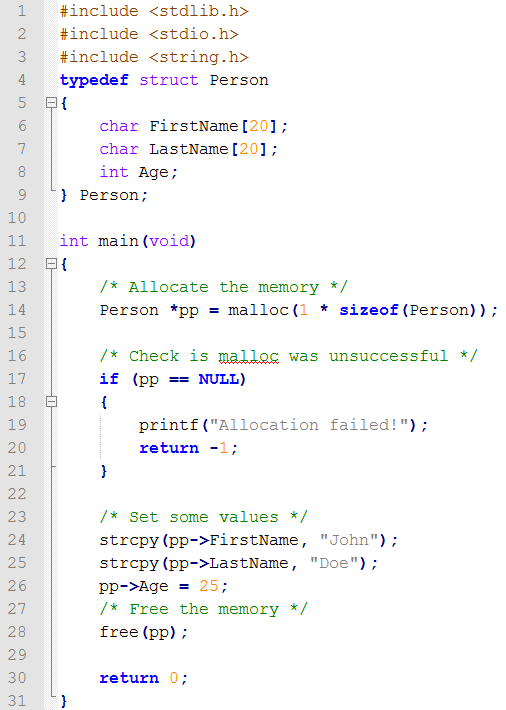 1 #include <stdlib.h>
2 #include <stdio.h>
3 #include <string.h>
4 typedef struct Person
5 {
6     char FirstName[20];
7     char LastName[20];
8     int Age;
9 } Person;
10
11 int main(void)
12 {
13     /* Allocate the memory */
14     Person *pp = malloc(1 * sizeof(Person));
15
16     /* Check is malloc was unsuccessful */
17     if (pp == NULL)
18     {
19         printf("Allocation failed!");
20         return -1;
21     }
22
23     /* Set some values */
24     strcpy(pp->FirstName, "John");
25     strcpy(pp->LastName, "Doe");
26     pp->Age = 25;
27     /* Free the memory */
28     free(pp);
29
30     return 0;
31 }